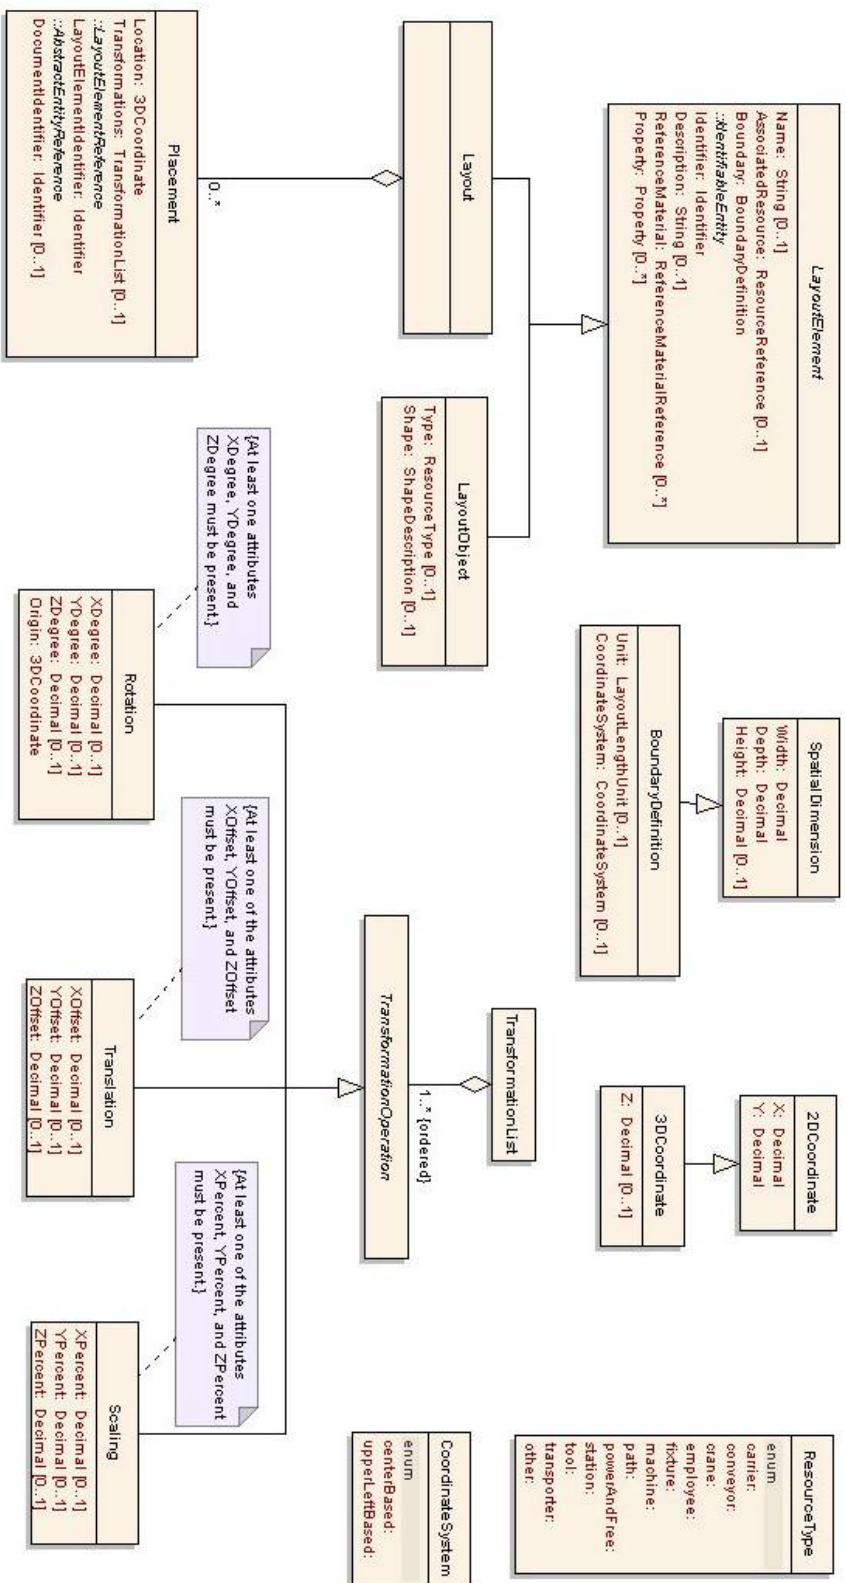 LayoutElement
Name: String [0..1]
AssociatedResource: ResourceReference [0..1]
Boundary: BoundaryDefinition
::IdentifiableEntity
Identifier: Identifier
Description: String [0..1]
ReferenceMaterial: ReferenceMaterialReference [0..*]
Property: Property [0..*]
SpatialDimension
Width: Decimal
Depth: Decimal
Height: Decimal [0..1]
2DCoordinate
X: Decimal
Y: Decimal
ResourceType
enum
carrier:
conveyor:
crane:
employee:
fixture:
machine:
path:
powerAndFree:
station:
tool:
transporter:
other:
BoundaryDefinition
Unit: LayoutLengthUnit [0..1]
CoordinateSystem: CoordinateSystem [0..1]
3DCoordinate
Z: Decimal [0..1]
Layout
LayoutObject
Type: ResourceType [0..1]
Shape: ShapeDescription [0..1]
TransformationList
1..* {ordered}
TransformationOperation
CoordinateSystem
enum
centerBased:
upperLeftBased:
0..*
Placement
Location: 3DCoordinate
Transformations: TransformationList [0..1]
::LayoutElementReference
LayoutElementIdentifier: Identifier
::AbstractEntityReference
DocumentIdentifier: Identifier [0..1]
{At least one attributes
XDegree, YDegree, and
ZDegree must be present.}
{At least one of the attributes
XOffset, YOffset, and ZOffset
must be present.}
{At least one of the attributes
XPercent, YPercent, and ZPercent
must be present.}
Rotation
XDegree: Decimal [0..1]
YDegree: Decimal [0..1]
ZDegree: Decimal [0..1]
Origin: 3DCoordinate
Translation
XOffset: Decimal [0..1]
YOffset: Decimal [0..1]
ZOffset: Decimal [0..1]
Scaling
XPercent: Decimal [0..1]
YPercent: Decimal [0..1]
ZPercent: Decimal [0..1]